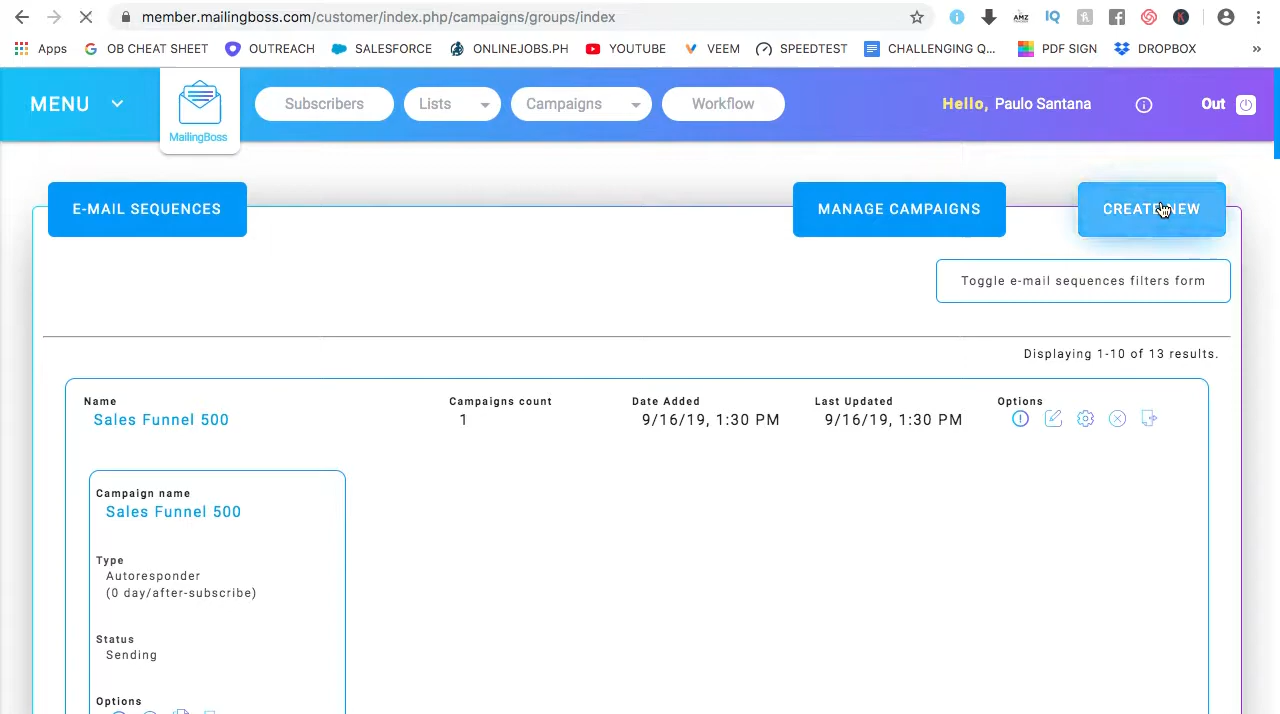 member.mailingboss.com/customer/index.php/campaigns/groups/index
AMZ
IQ
Apps
OB CHEAT SHEET
OUTREACH
SALESFORCE
ONLINEJOBS.PH
YOUTUBE
VEEM
SPEEDTEST
CHALLENGING Q...
PDF SIGN
DROPBOX
»
MENU
MailingBoss
Subscribers
Lists
Campaigns
Workflow
Hello, Paulo Santana
Out
E-MAIL SEQUENCES
MANAGE CAMPAIGNS
CREATE NEW
Toggle e-mail sequences filters form
Displaying 1-10 of 13 results.
Name
Campaigns count
Date Added
Last Updated
Options
Sales Funnel 500
1
9/16/19, 1:30 PM
9/16/19, 1:30 PM
Campaign name
Sales Funnel 500
Type
Autoresponder
(0 day/after-subscribe)
Status
Sending
Options